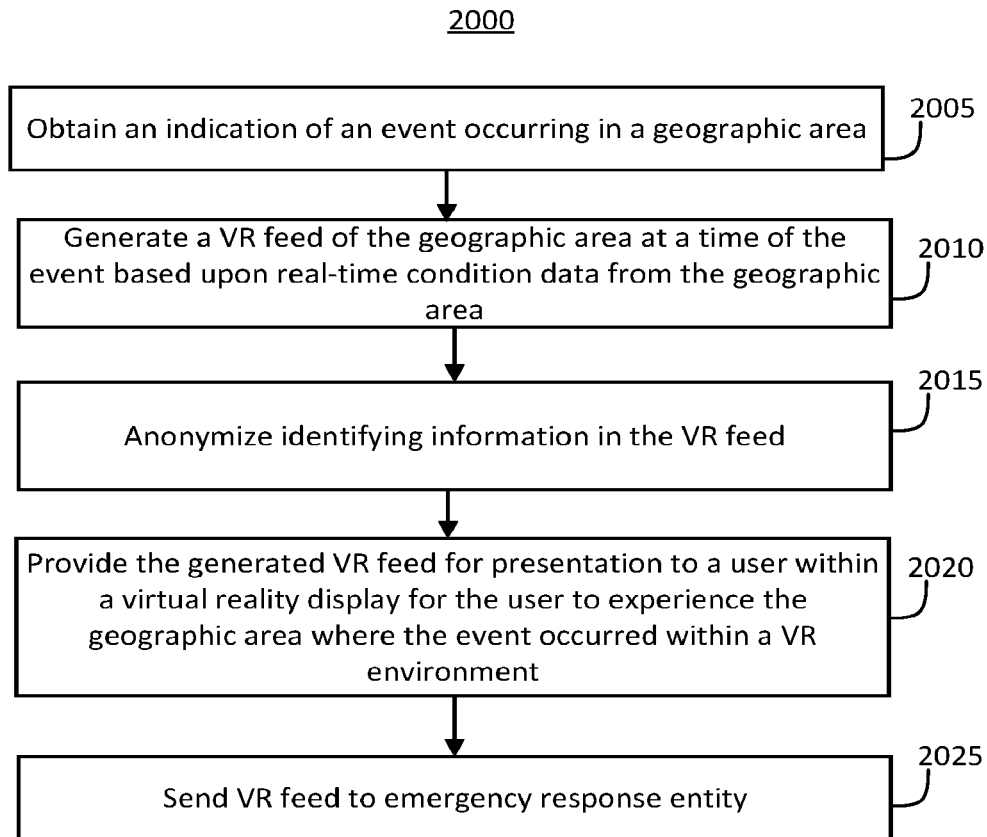 2000
Obtain an indication of an event occurring in a geographic area
2005
Generate a VR feed of the geographic area at a time of the
event based upon real-time condition data from the geographic
area
2010
Anonymize identifying information in the VR feed
2015
Provide the generated VR feed for presentation to a user within
a virtual reality display for the user to experience the
geographic area where the event occurred within a VR
environment
2020
Send VR feed to emergency response entity
2025